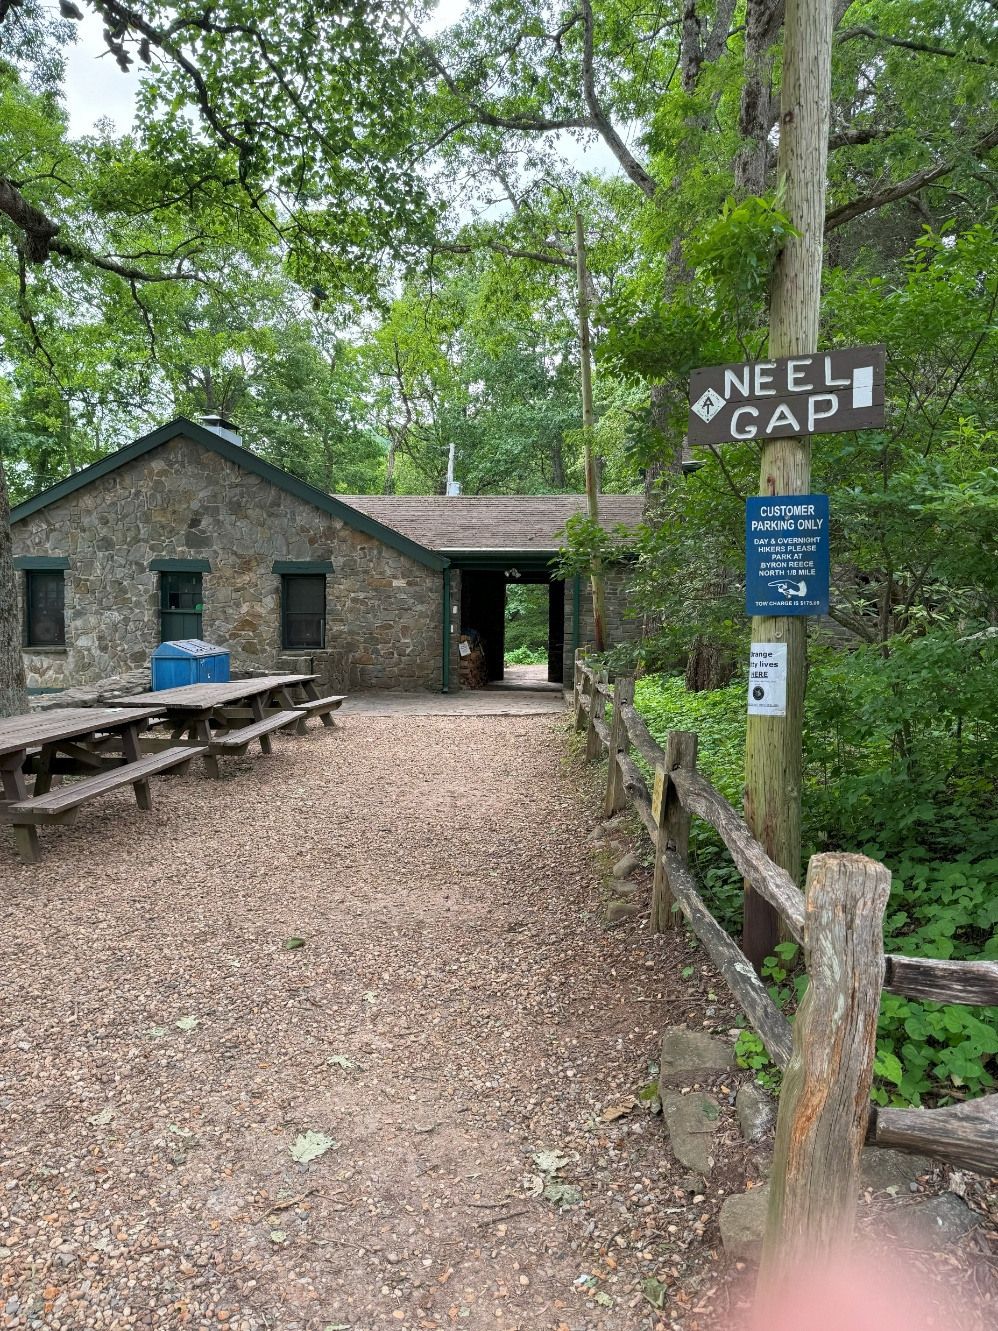 NEEL
GAP
CUSTOMER
PARKING ONLY
DAY & OVERNIGHT
HIKERS PLEASE
PARK AT
BYRON REECE
NORTH 1/8 MILE
TOW CHARGE IS $175.00
lives
HERE